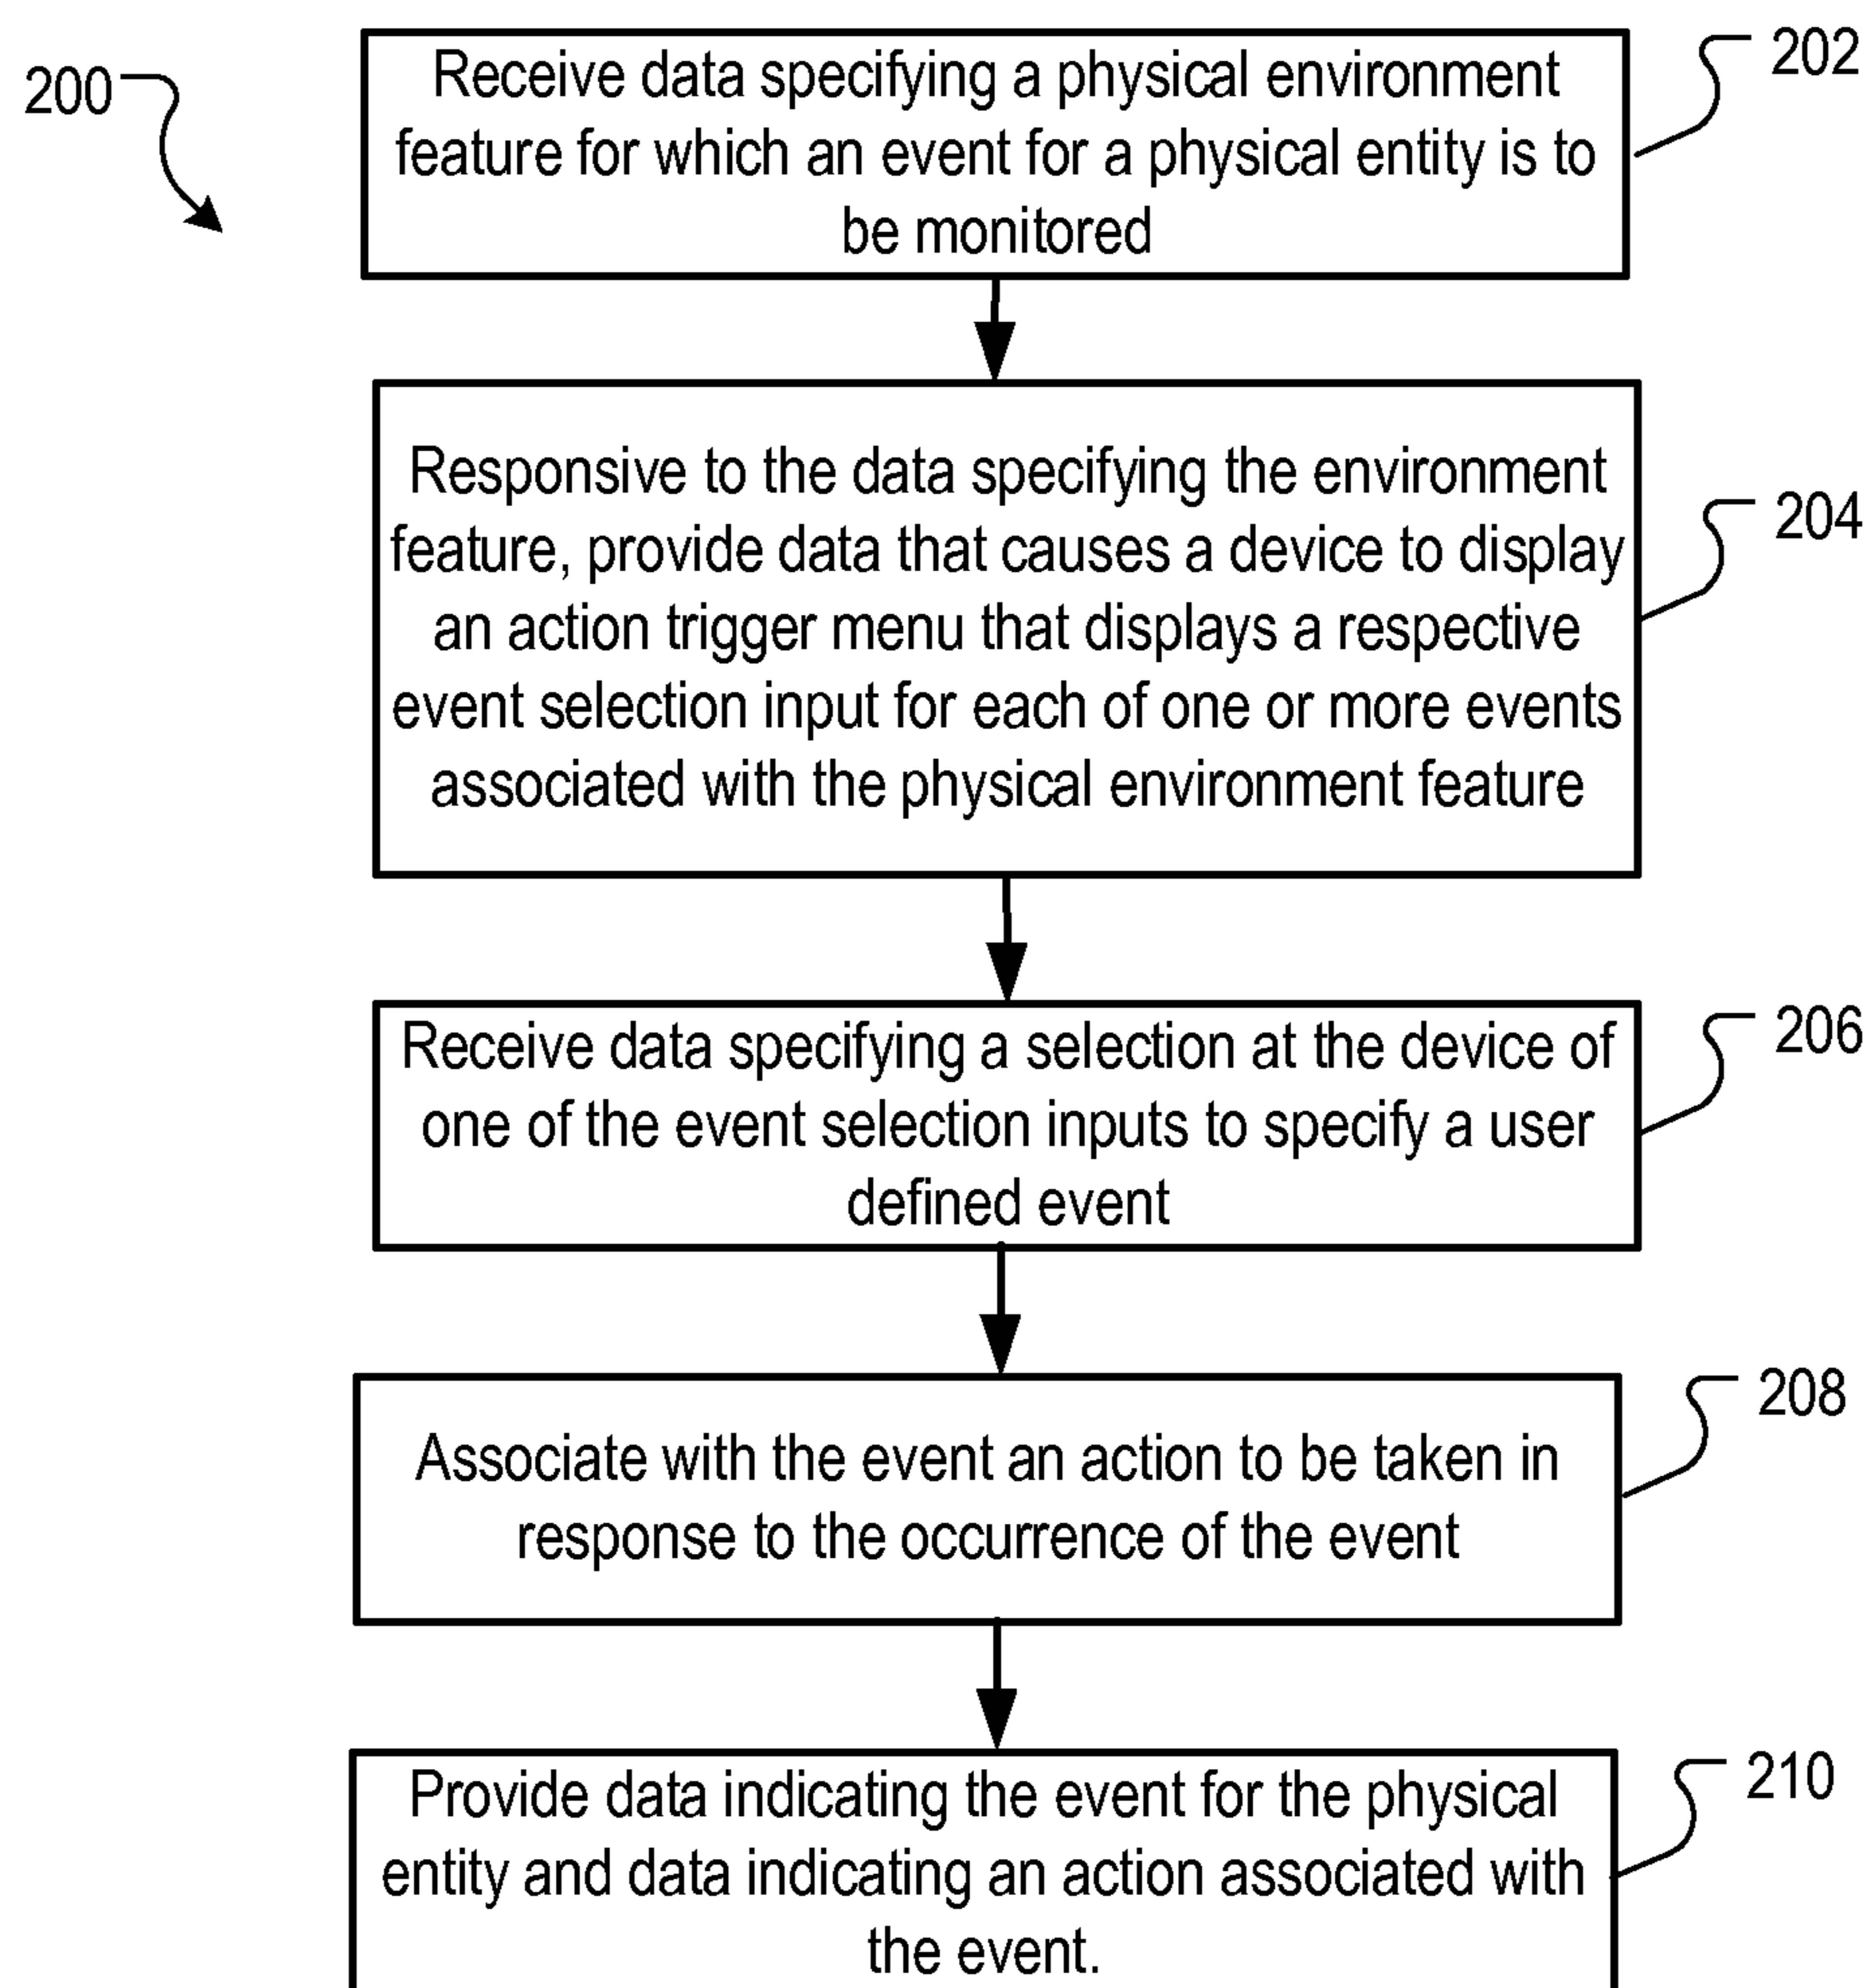 200
Receive data specifying a physical environment
feature for which an event for a physical entity is to
be monitored
202
Responsive to the data specifying the environment
feature, provide data that causes a device to display
an action trigger menu that displays a respective
event selection input for each of one or more events
associated with the physical environment feature
204
Receive data specifying a selection at the device of
one of the event selection inputs to specify a user
defined event
206
Associate with the event an action to be taken in
response to the occurrence of the event
208
Provide data indicating the event for the physical
entity and data indicating an action associated with
the event.
210